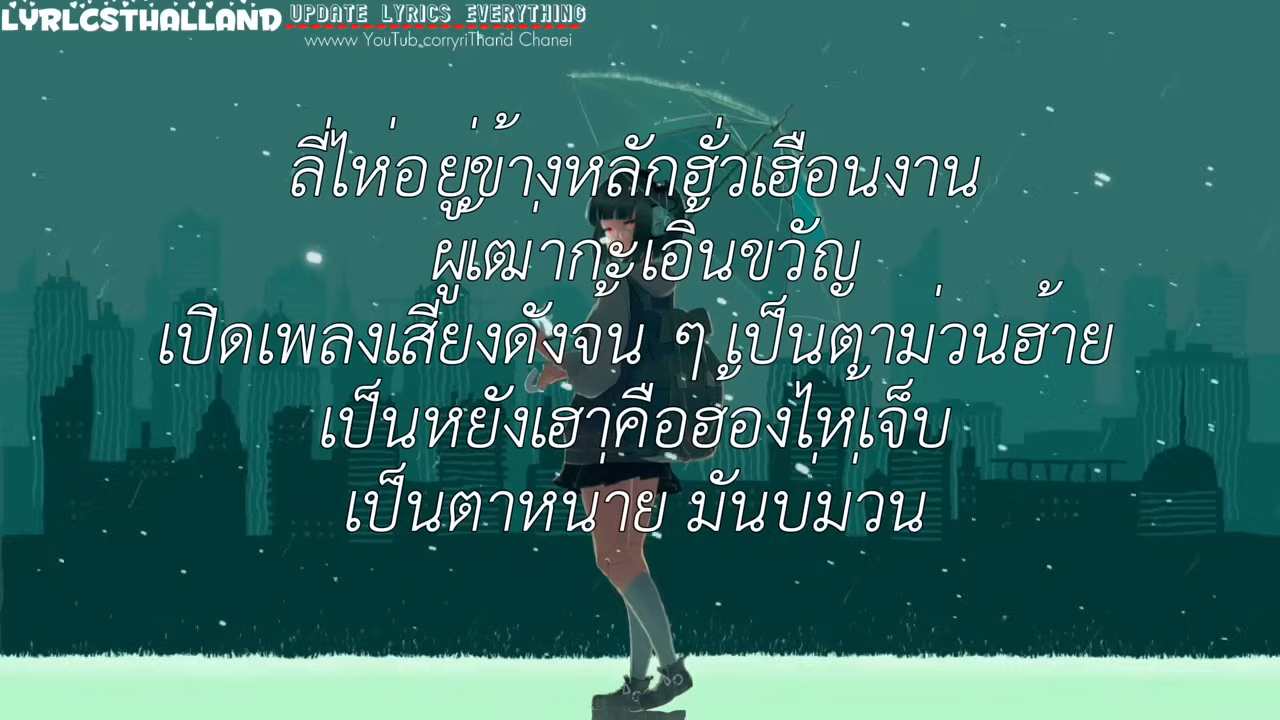 LYRLCSTHALLAND UPDATE LYRICS EVERYTHING
wwww YouTub.corryriThand Chanei
ลี่ไห่อยู่ข้างหลักฮั่วเฮือนงาน
ผู้เฒ่ากะเอิ้นขวัญ
เปิดเพลงเสียงดังจ้น ๆ เป็นตาม่วนฮ้าย
เป็นหยังเฮาคือฮ้องไห้เจ็บ
เป็นตาหน่าย มันบ่ม่วน